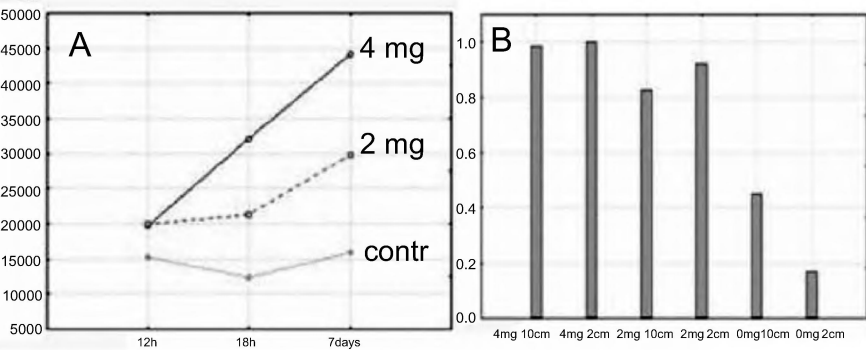 A
50000
45000
40000
35000
30000
25000
20000
15000
10000
5000
4 mg
2 mg
contr
12h
18h
7days
B
1.0
0.8
0.6
0.4
0.2
0.0
4mg 10cm
4mg 2cm
2mg 10cm
2mg 2cm
0mg10cm
0mg 2cm